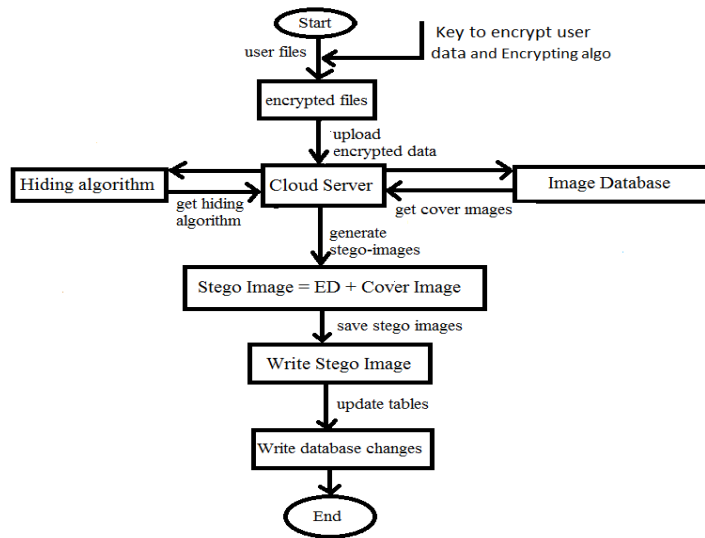 Start
Key to encrypt user
data and Encrypting algo
user files
encrypted files
upload
encrypted data
Hiding algorithm
Cloud Server
Image Database
get hiding
algorithm
get cover images
generate
stego-images
Stego Image = ED + Cover Image
save stego images
Write Stego Image
update tables
Write database changes
End